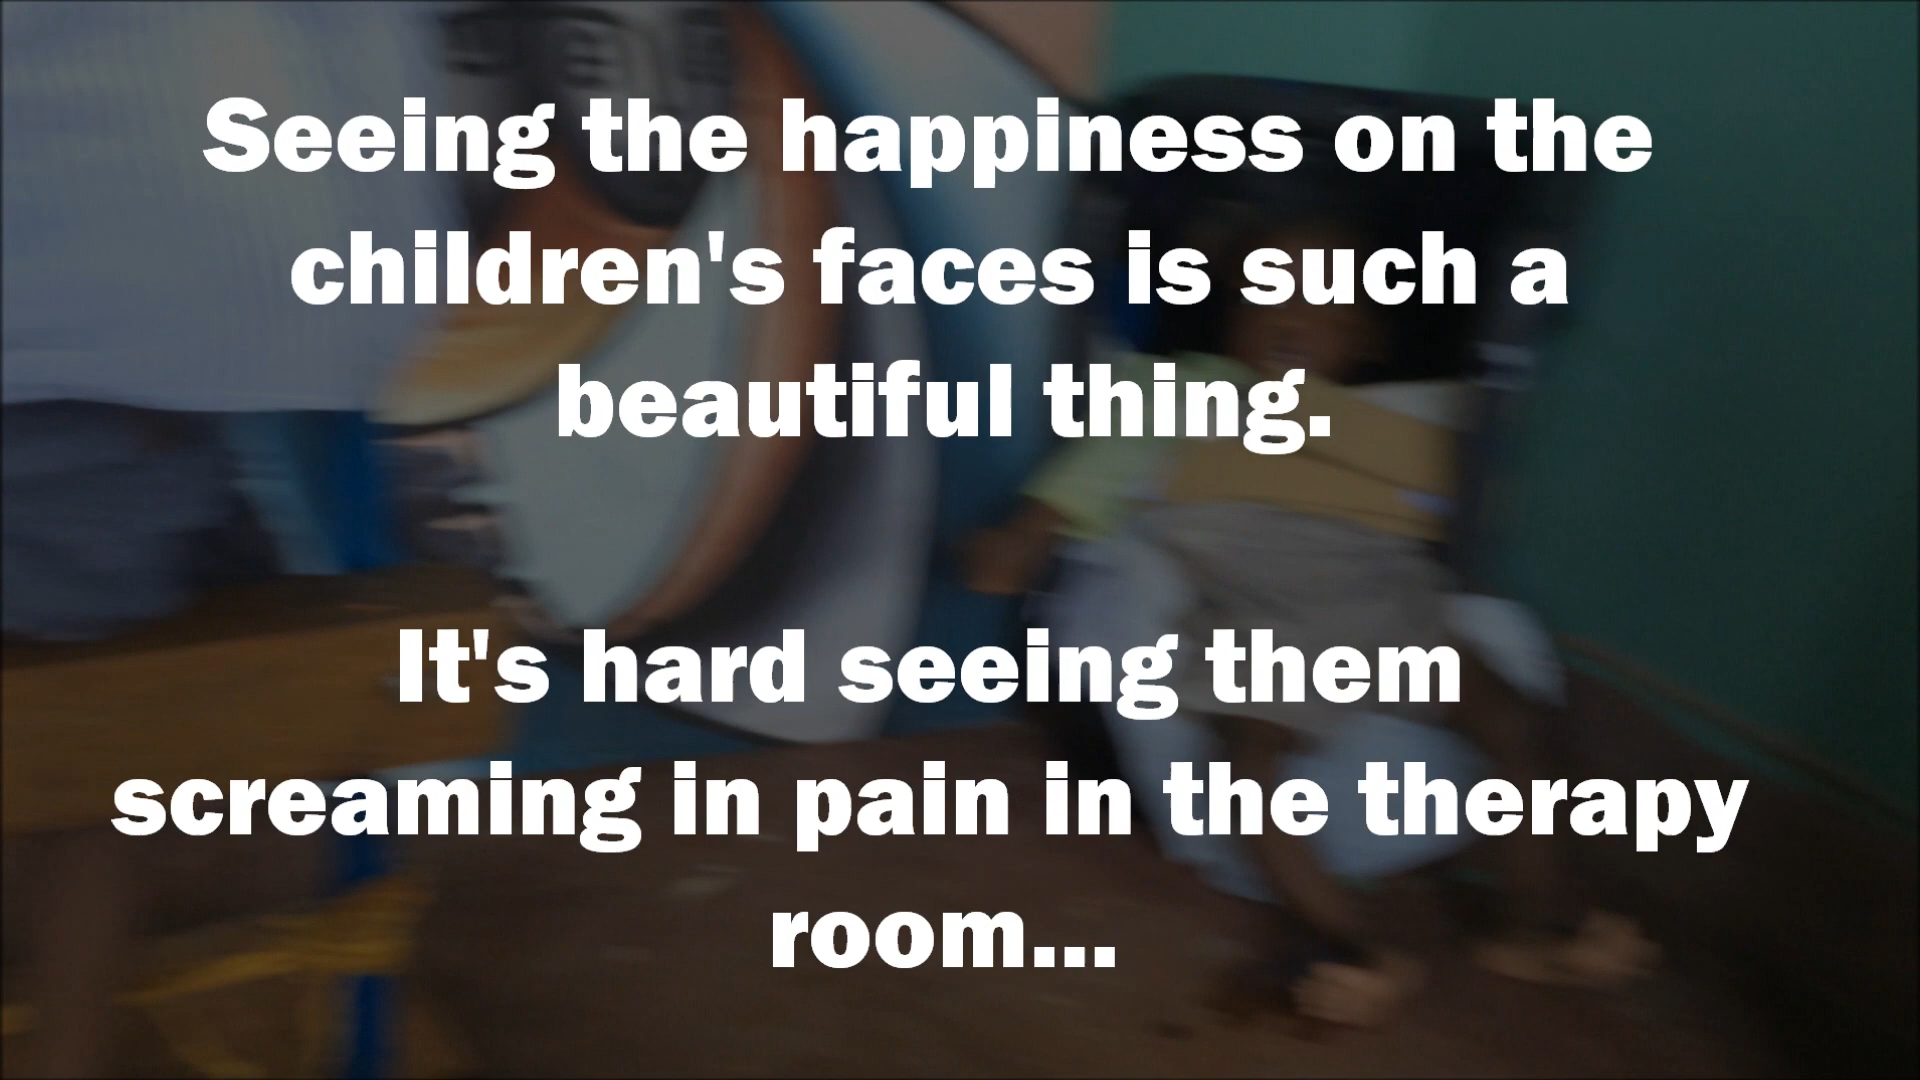 Seeing the happiness on the
children's faces is such a
beautiful thing.
It's hard seeing them
screaming in pain in the therapy
room...